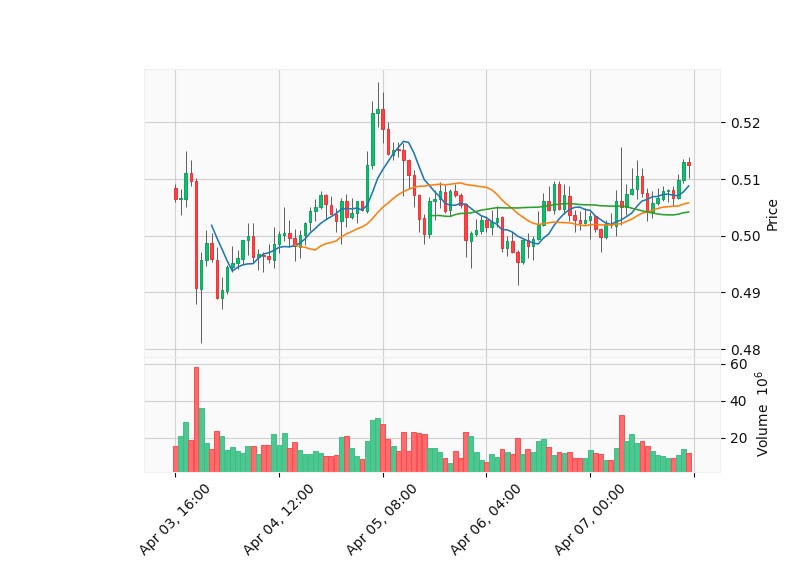 0.52
0.51
0.50
0.49
0.48
Price
60
40
20
Volume 10^6
Apr 03, 16:00
Apr 04, 12:00
Apr 05, 08:00
Apr 06, 04:00
Apr 07, 00:00